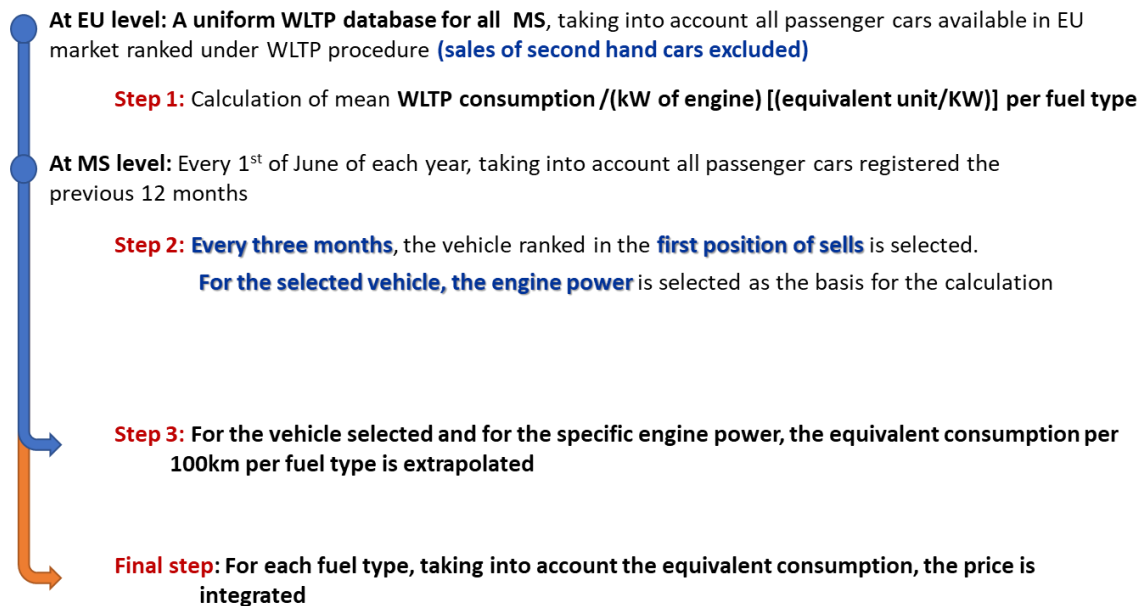 At EU level: A uniform WLTP database for all MS, taking into account all passenger cars available in EU
market ranked under WLTP procedure (sales of second hand cars excluded)
Step 1: Calculation of mean WLTP consumption /(kW of engine) [(equivalent unit/KW)] per fuel type
At MS level: Every 1st of June of each year, taking into account all passenger cars registered the
previous 12 months
Step 2: Every three months, the vehicle ranked in the first position of sells is selected.
For the selected vehicle, the engine power is selected as the basis for the calculation
Step 3: For the vehicle selected and for the specific engine power, the equivalent consumption per
100km per fuel type is extrapolated
Final step: For each fuel type, taking into account the equivalent consumption, the price is
integrated